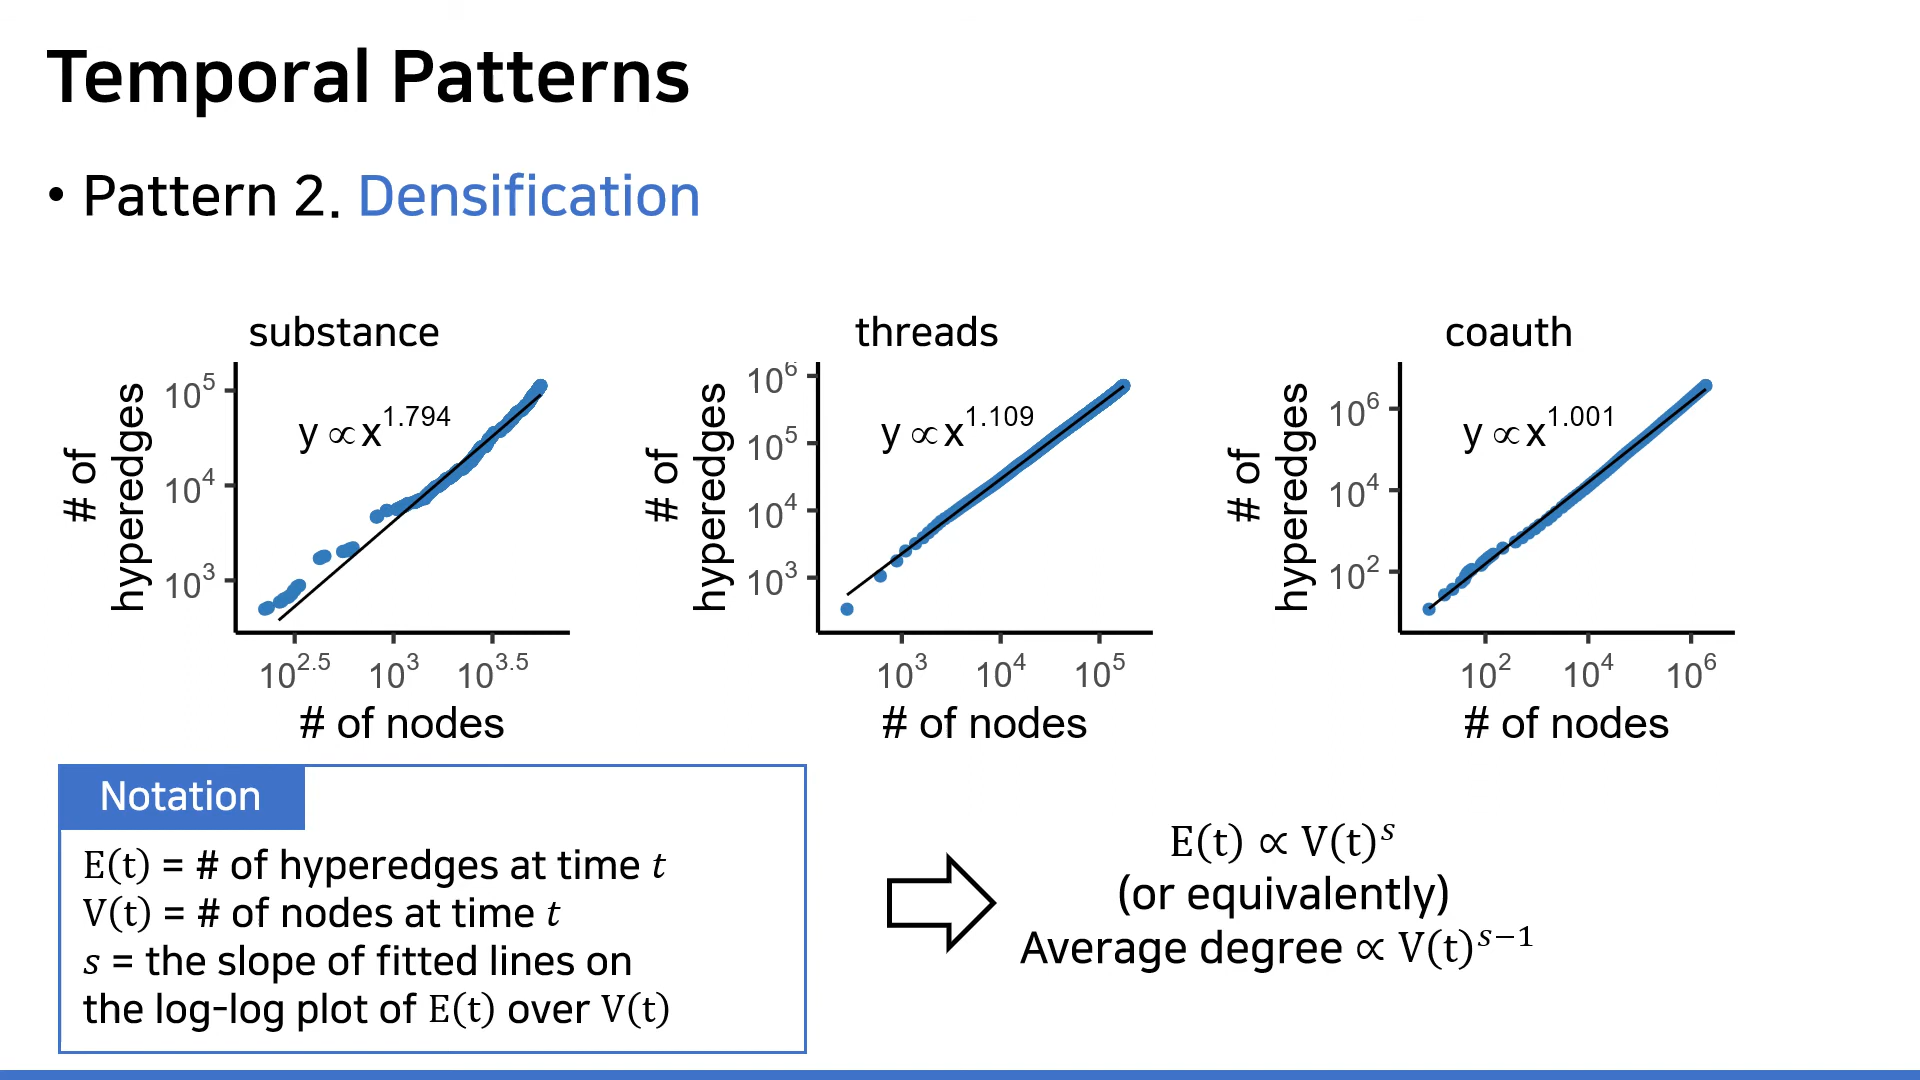 Temporal Patterns
• Pattern 2. Densification
substance
# of
hyperedges
10^5
10^4
10^3
y ∝ x^1.794
10^2.5 10^3 10^3.5
# of nodes
threads
# of
hyperedges
10^6
10^5
10^4
10^3
y ∝ x^1.109
10^3 10^4 10^5
# of nodes
coauth
# of
hyperedges
10^6
10^4
10^2
y ∝ x^1.001
10^2 10^4 10^6
# of nodes
Notation
E(t) = # of hyperedges at time t
V(t) = # of nodes at time t
s = the slope of fitted lines on
the log-log plot of E(t) over V(t)
E(t) ∝ V(t)^s
(or equivalently)
Average degree ∝ V(t)^s−1